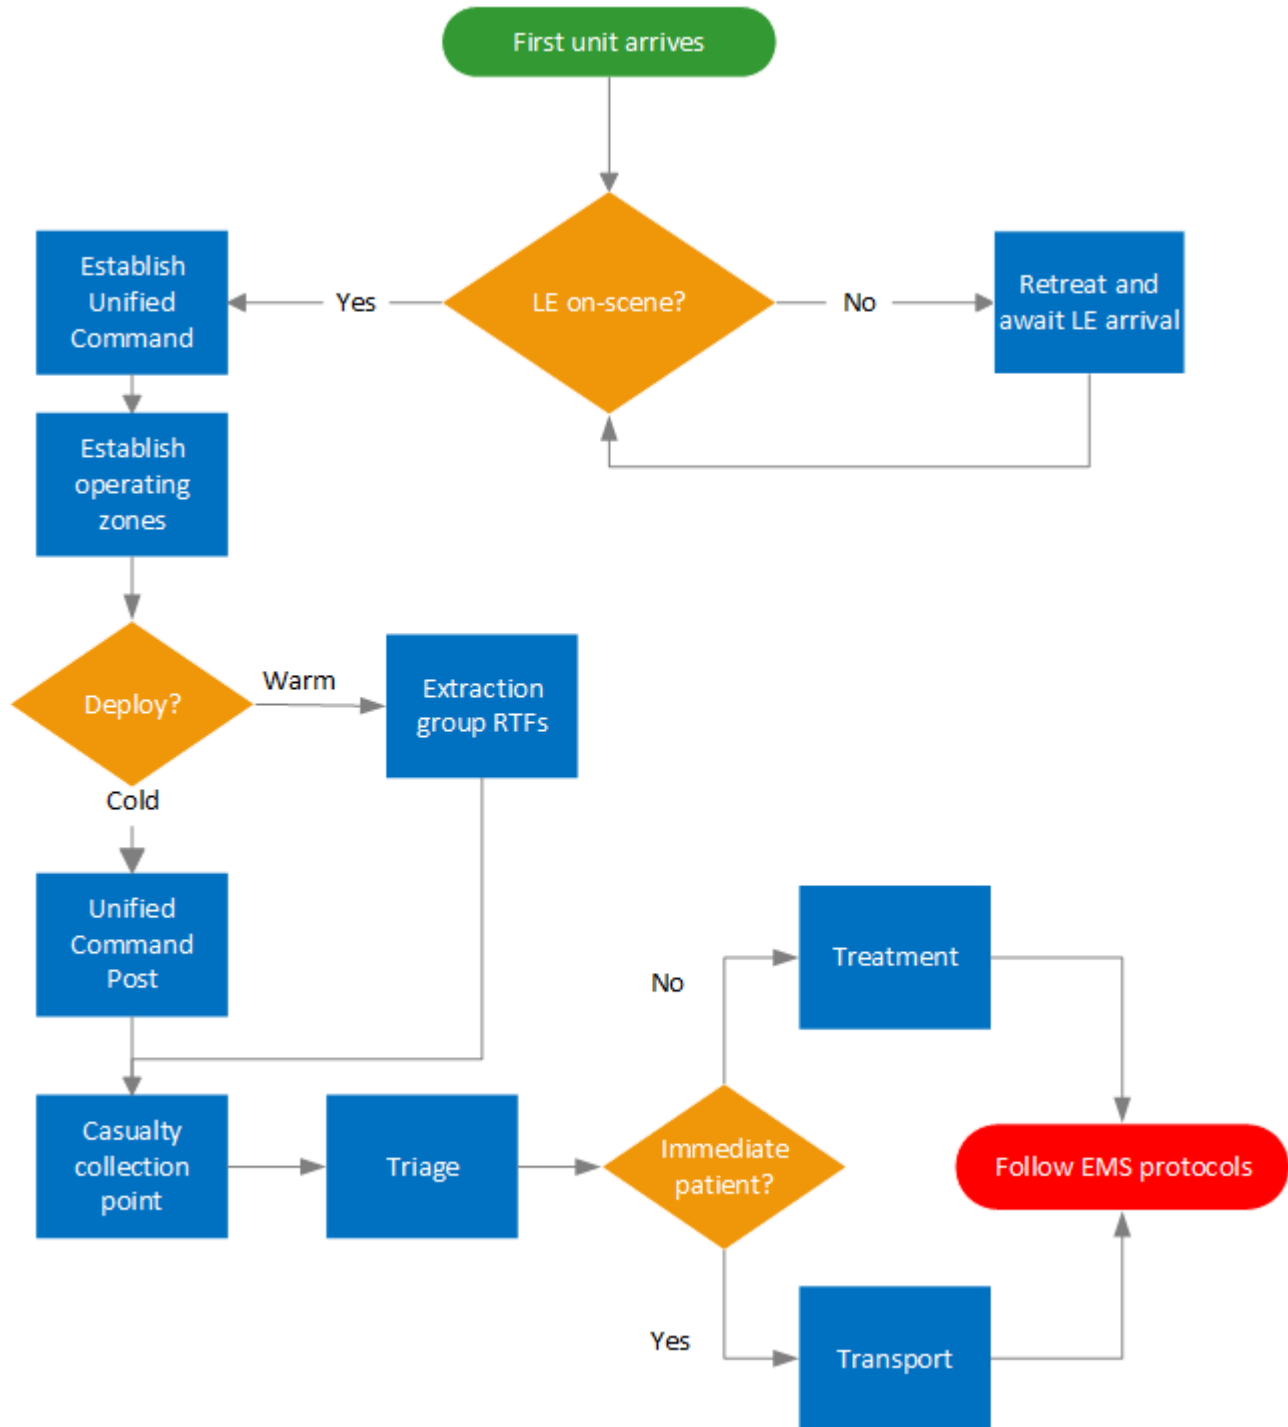 First unit arrives
Establish
Unified
Command
Yes
LE on-scene?
No
Retreat and
await LE arrival
Establish
operating
zones
Deploy?
Warm
Extraction
group RTFs
Cold
Unified
Command
Post
Casualty
collection
point
Triage
Immediate
patient?
No
Treatment
Yes
Transport
Follow EMS protocols